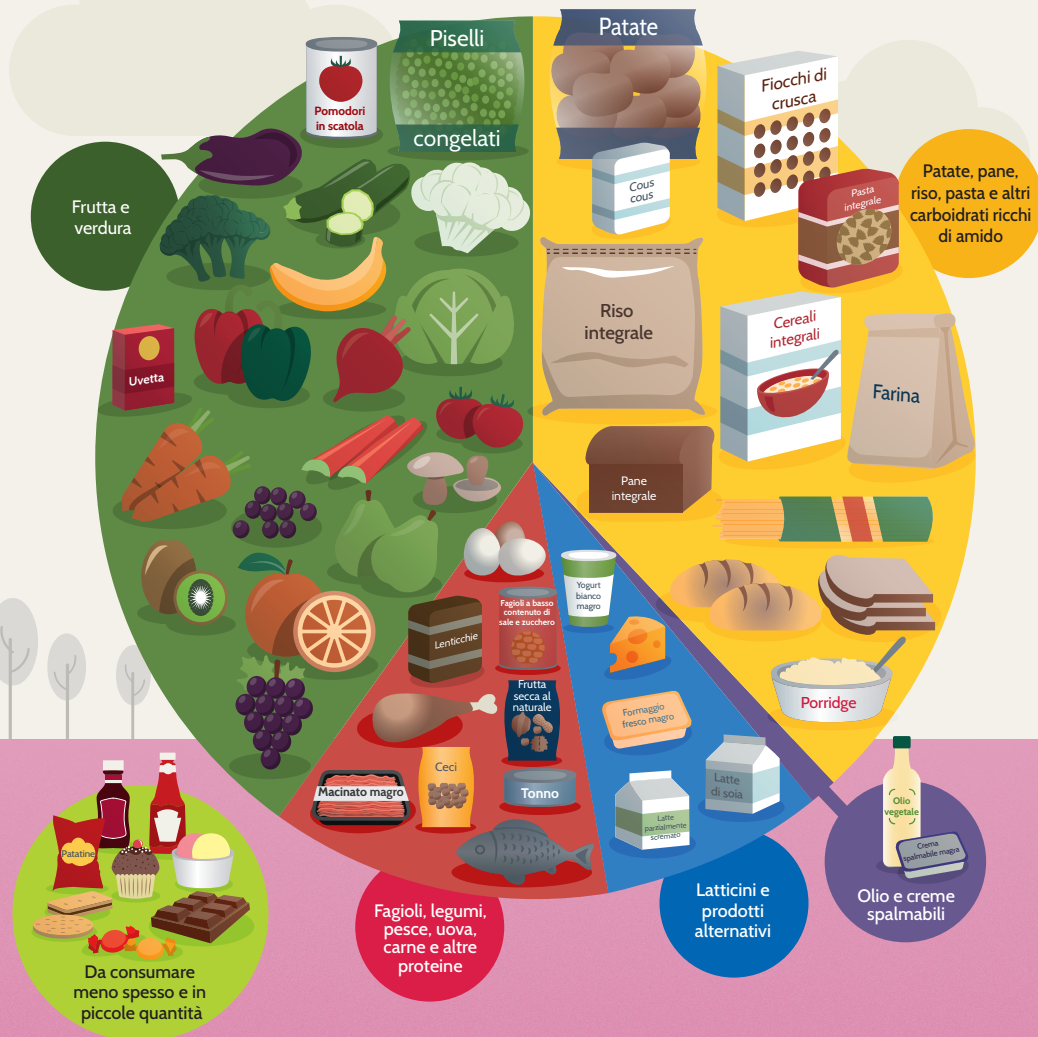 Piselli
congelati
Pomodori
in scatola
Patate
Fiocchi di
crusca
Cous
cous
Pasta
integrale
Frutta e
verdura
Patate, pane,
riso, pasta e altri
carboidrati ricchi
di amido
Riso
integrale
Cereali
integrali
Farina
Uvetta
Pane
integrale
Yogurt
bianco
magro
Fagioli a basso
contenuto di
sale e zucchero
Lenticchie
Frutta
secca al
naturale
Formaggio
fresco magro
Porridge
Ceci
Macinato magro
Tonno
Latte
di soia
Latte
parzialmente
scremato
Olio
vegetale
Crema
spalmabile magra
Patatine
Olio e creme
spalmabili
Latticini e
prodotti
alternativi
Fagioli, legumi,
pesce, uova,
carne e altre
proteine
Da consumare
meno spesso e in
piccole quantità